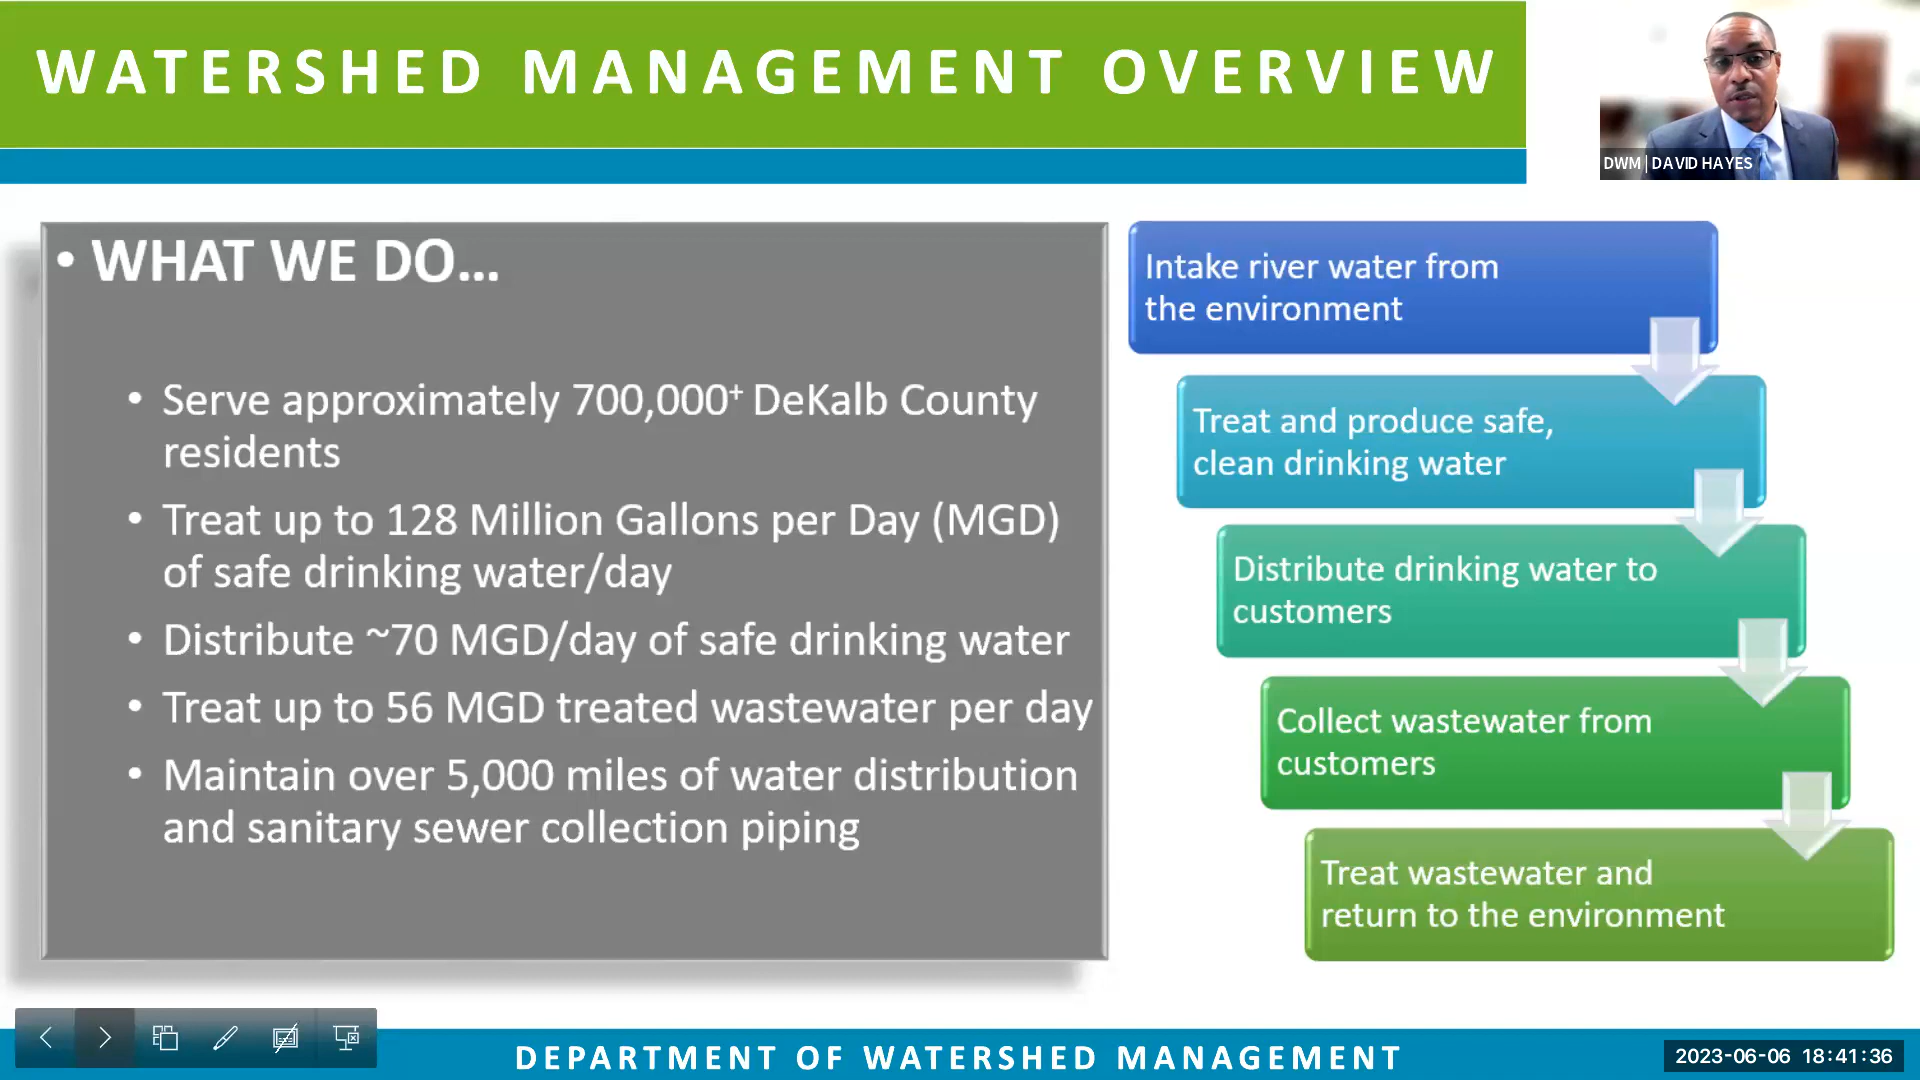 WATERSHED MANAGEMENT OVERVIEW
DWM | DAVID HAYES
• WHAT WE DO...
• Serve approximately 700,000+ DeKalb County
residents
• Treat up to 128 Million Gallons per Day (MGD)
of safe drinking water/day
• Distribute ~70 MGD/day of safe drinking water
• Treat up to 56 MGD treated wastewater per day
• Maintain over 5,000 miles of water distribution
and sanitary sewer collection piping
Intake river water from
the environment
Treat and produce safe,
clean drinking water
Distribute drinking water to
customers
Collect wastewater from
customers
Treat wastewater and
return to the environment
DEPARTMENT OF WATERSHED MANAGEMENT
2023-06-06 18:41:36